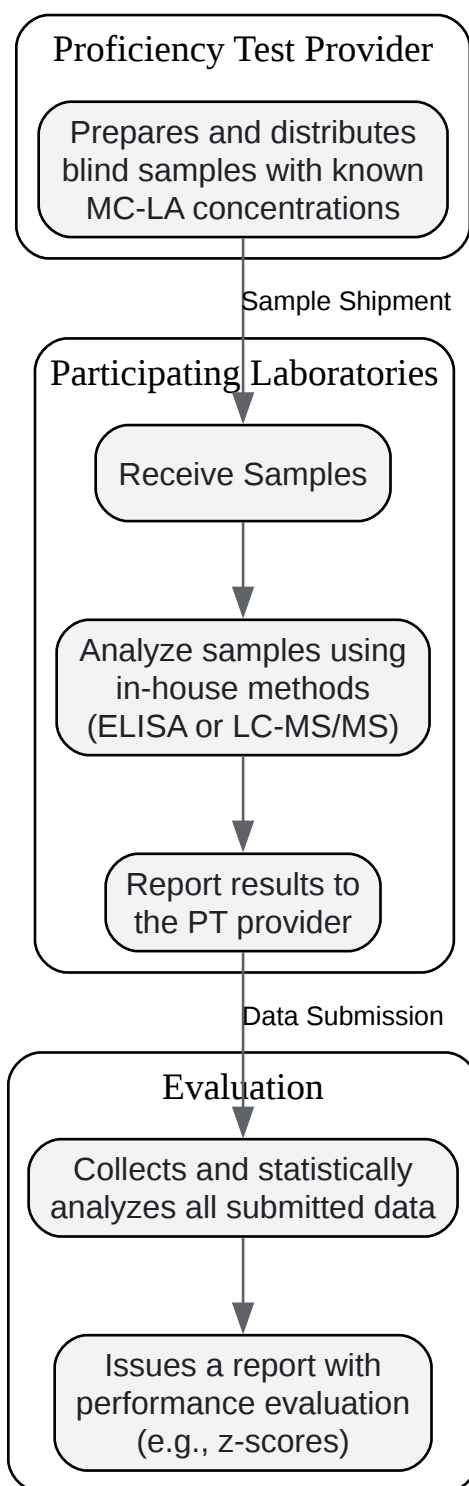 Proficiency Test Provider
Prepares and distributes
blind samples with known
MC-LA concentrations
Sample Shipment
Participating Laboratories
Receive Samples
Analyze samples using
in-house methods
(ELISA or LC-MS/MS)
Report results to
the PT provider
Data Submission
Evaluation
Collects and statistically
analyzes all submitted data
Issues a report with
performance evaluation
(e.g., z-scores)